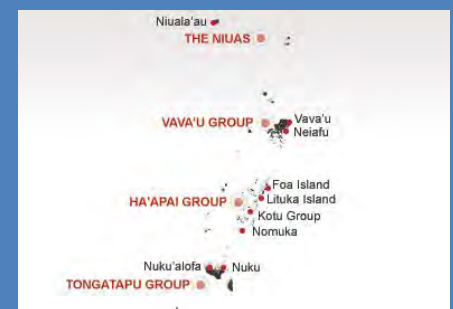 Niuala'au
THE NIUAS
VAVA'U GROUP
Vava'u
Neiafu
Foa Island
HA'APAI GROUP
Lituka Island
Kotu Group
Nomuka
Nuku'alofa
Nuku
TONGATAPU GROUP